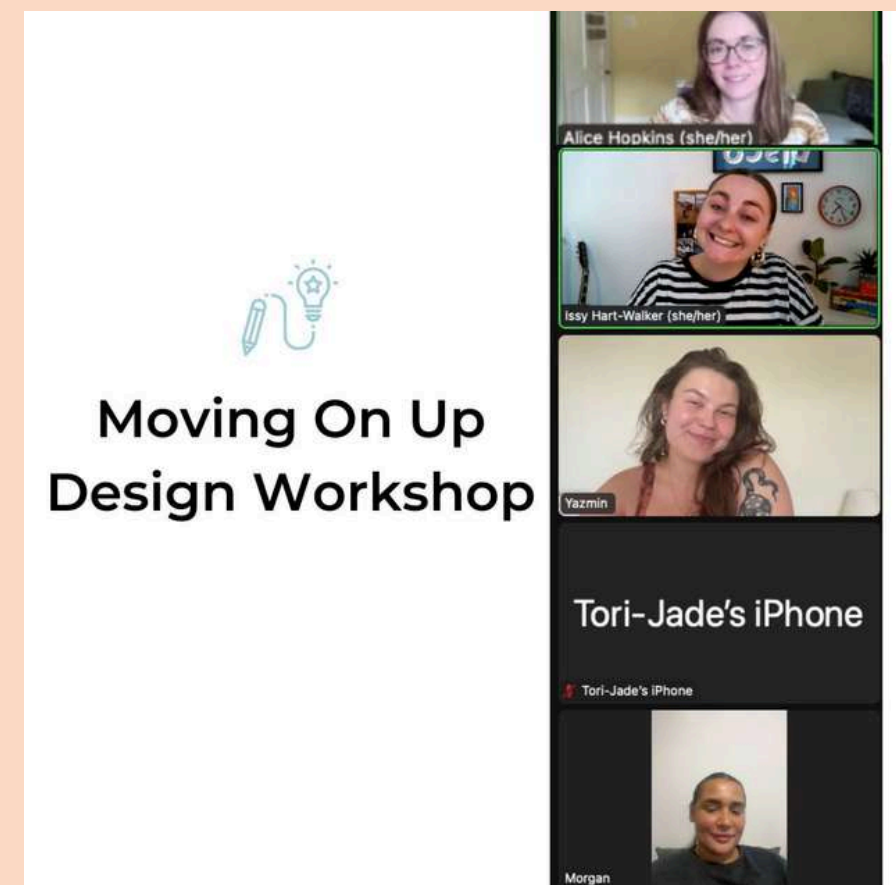 Moving On Up
Design Workshop
Alice Hopkins (she/her)
Issy Hart-Walker (she/her)
Yazmin
Tori-Jade's iPhone
Tori-Jade's iPhone
Morgan